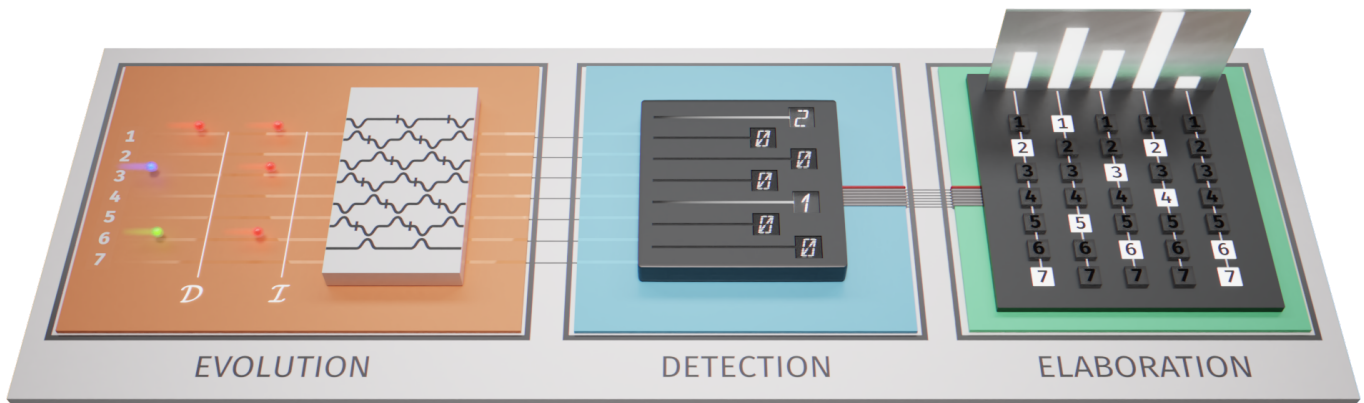 1
2
3
4
5
6
7
𝒟 ℐ
EVOLUTION
2
0
0
0
1
0
0
DETECTION
1 1 1 1 1
2 2 2 2 2
3 3 3 3 3
4 4 4 4 4
5 5 5 5 5
6 6 6 6 6
7 7 7 7 7
ELABORATION